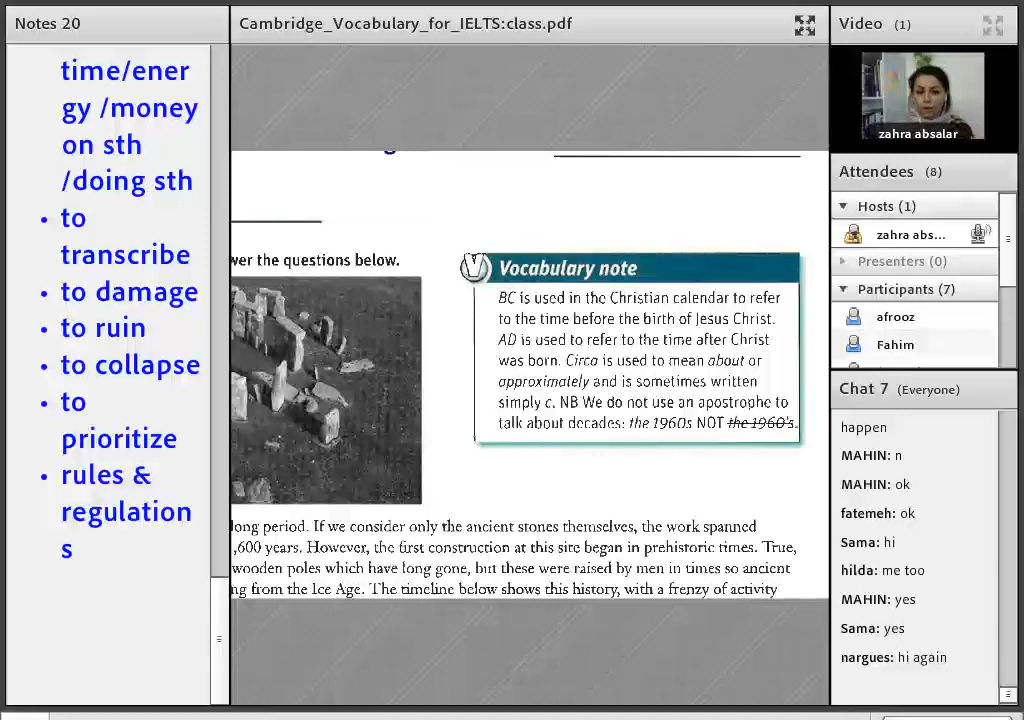 Notes 20
time/ener
gy /money
on sth
/doing sth
• to
transcribe
• to damage
• to ruin
• to collapse
• to
prioritize
• rules &
regulation
s
Cambridge_Vocabulary_for_IELTS:class.pdf
wer the questions below.
Vocabulary note
BC is used in the Christian calendar to refer
to the time before the birth of Jesus Christ.
AD is used to refer to the time after Christ
was born. Circa is used to mean about or
approximately and is sometimes written
simply c. NB We do not use an apostrophe to
talk about decades: the 1960s NOT the 1960's.
long period. If we consider only the ancient stones themselves, the work spanned
,600 years. However, the first construction at this site began in prehistoric times. True,
wooden poles which have long gone, but these were raised by men in times so ancient
ng from the Ice Age. The timeline below shows this history, with a frenzy of activity
Video (1)
zahra absalar
Attendees (8)
Hosts (1)
zahra abs...
Presenters (0)
Participants (7)
afrooz
Fahim
Chat 7 (Everyone)
happen
MAHIN: n
MAHIN: ok
fatemeh: ok
Sama: hi
hilda: me too
MAHIN: yes
Sama: yes
nargues: hi again